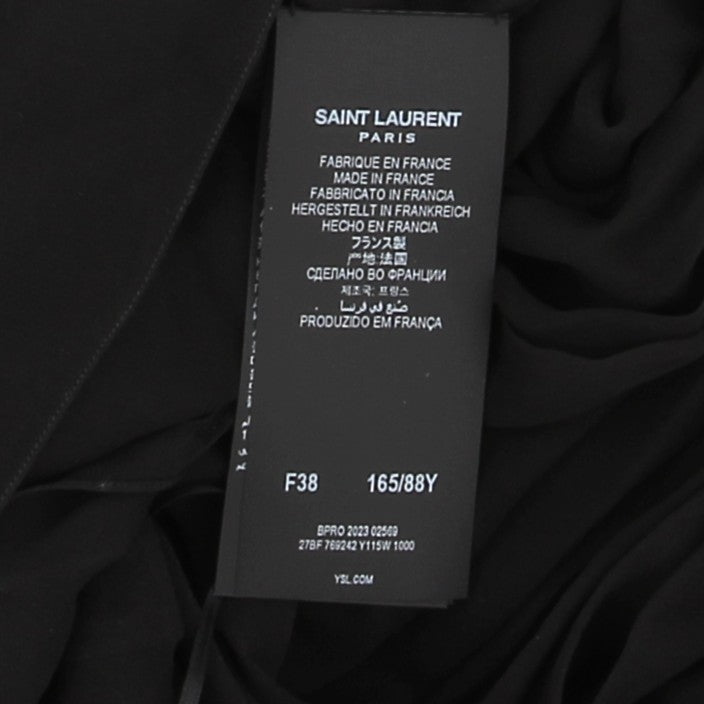 SAINT LAURENT
PARIS
FABRIQUE EN FRANCE
MADE IN FRANCE
FABBRICATO IN FRANCIA
HERGESTELLT IN FRANKREICH
HECHO EN FRANCIA
フランス製
产地:法国
СДЕЛАНО ВО ФРАНЦИИ
제조국: 프랑스
صنع في فرنسا
PRODUZIDO EM FRANÇA
F38 165/88Y
BPRO 2023 02569
27BF 769242 Y115W 1000
YSL.COM